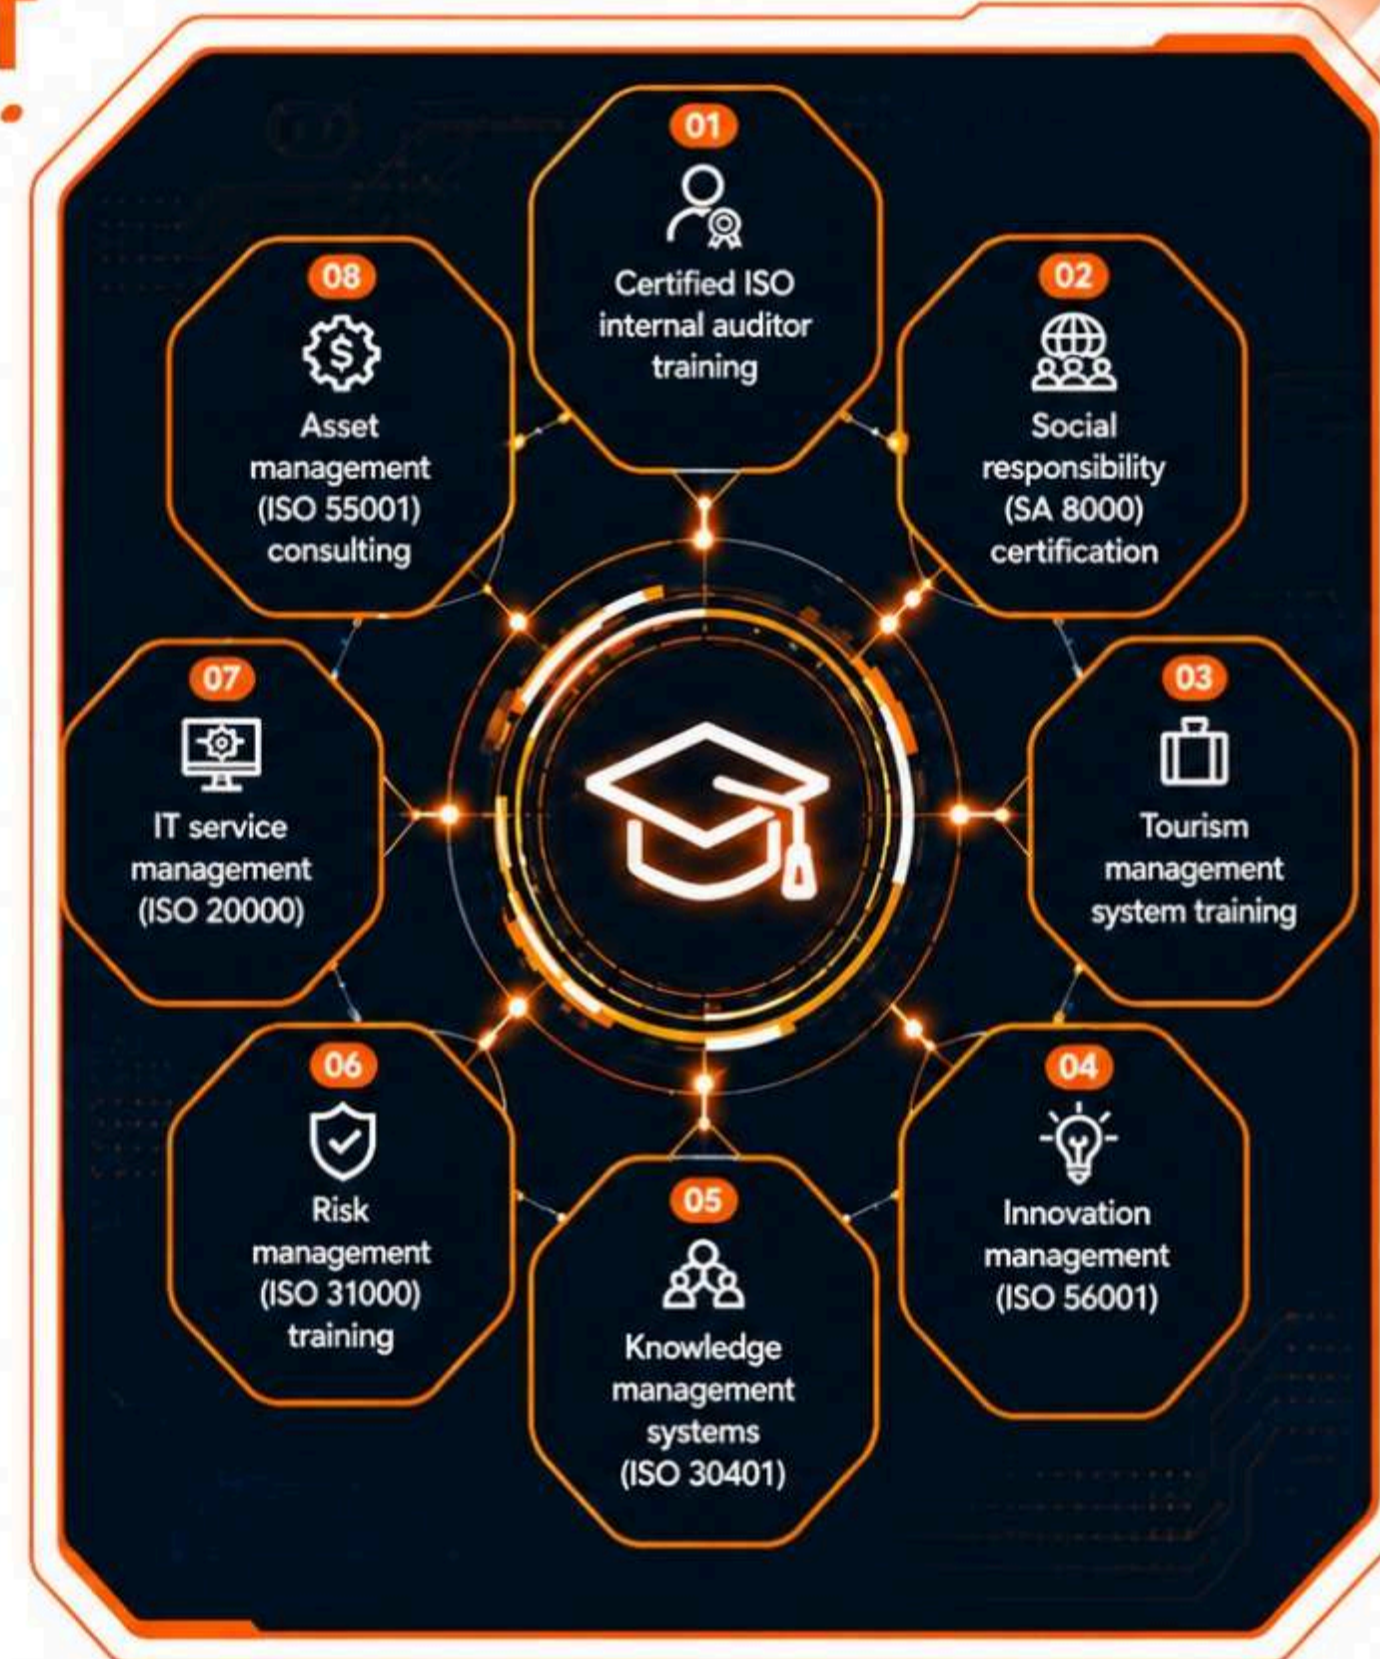 01
Certified ISO
internal auditor
training
02
Social
responsibility
(SA 8000)
certification
03
Tourism
management
system training
04
Innovation
management
(ISO 56001)
05
Knowledge
management
systems
(ISO 30401)
06
Risk
management
(ISO 31000)
training
07
IT service
management
(ISO 20000)
08
Asset
management
(ISO 55001)
consulting